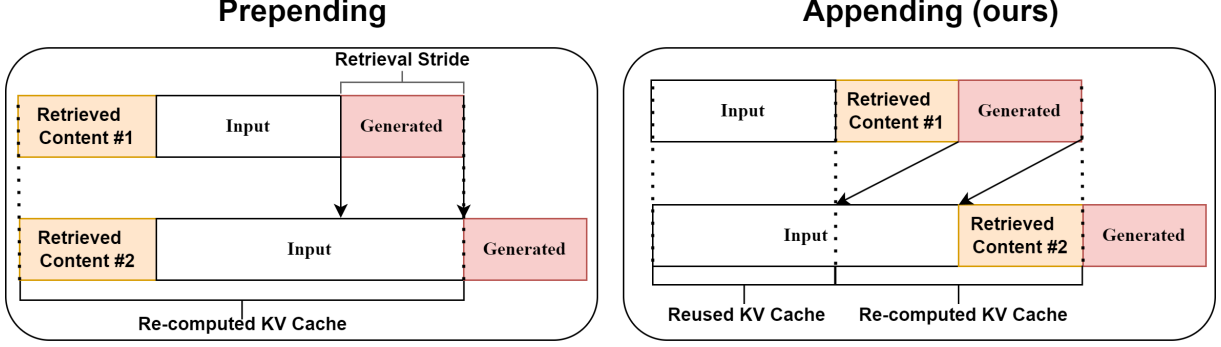 Prepending
Retrieval Stride
Retrieved
Content #1
Input
Generated
Retrieved
Content #2
Input
Generated
Re-computed KV Cache
Appending (ours)
Input
Retrieved
Content #1
Generated
Input
Retrieved
Content #2
Generated
Reused KV Cache
Re-computed KV Cache